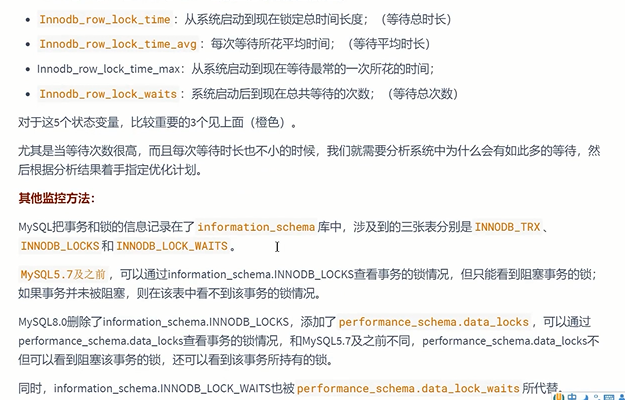 • Innodb_row_lock_time：从系统启动到现在锁定总时间长度；（等待总时长）
• Innodb_row_lock_time_avg：每次等待所花平均时间；（等待平均时长）
• Innodb_row_lock_time_max：从系统启动到现在等待最常的一次所花的时间；
• Innodb_row_lock_waits：系统启动后到现在总共等待的次数；（等待总次数）
对于这5个状态变量，比较重要的3个见上面（橙色）。
尤其是当等待次数很高，而且每次等待时长也不小的时候，我们就需要分析系统中为什么会有如此多的等待，然
后根据分析结果着手指定优化计划。
其他监控方法：
MySQL把事务和锁的信息记录在了information_schema库中，涉及到的三张表分别是INNODB_TRX、
INNODB_LOCKS和INNODB_LOCK_WAITS。
MySQL5.7及之前，可以通过information_schema.INNODB_LOCKS查看事务的锁情况，但只能看到阻塞事务的锁；
如果事务并未被阻塞，则在该表中看不到该事务的锁情况。
MySQL8.0删除了information_schema.INNODB_LOCKS，添加了performance_schema.data_locks，可以通过
performance_schema.data_locks查看事务的锁情况，和MySQL5.7及之前不同，performance_schema.data_locks不
但可以看到阻塞该事务的锁，还可以看到该事务所持有的锁。
同时，information_schema.INNODB_LOCK_WAITS也被performance_schema.data_lock_waits所代替。